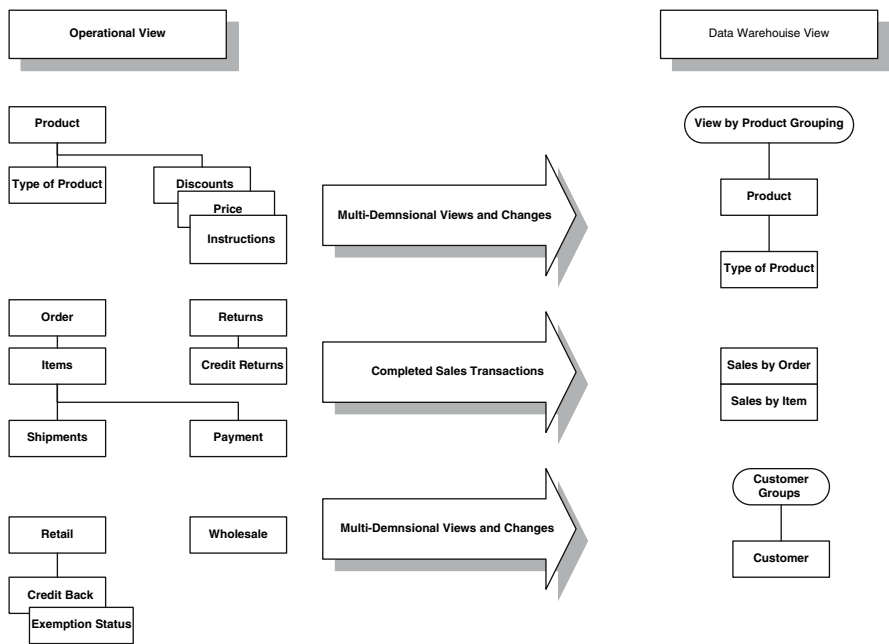 Operational View
Data Warehouise View
Product
Type of Product
Discounts
Price
Instructions
Multi-Demnsional Views and Changes
View by Product Grouping
Product
Type of Product
Order
Returns
Items
Credit Returns
Shipments
Payment
Completed Sales Transactions
Sales by Order
Sales by Item
Retail
Wholesale
Credit Back
Exemption Status
Multi-Demnsional Views and Changes
Customer
Groups
Customer